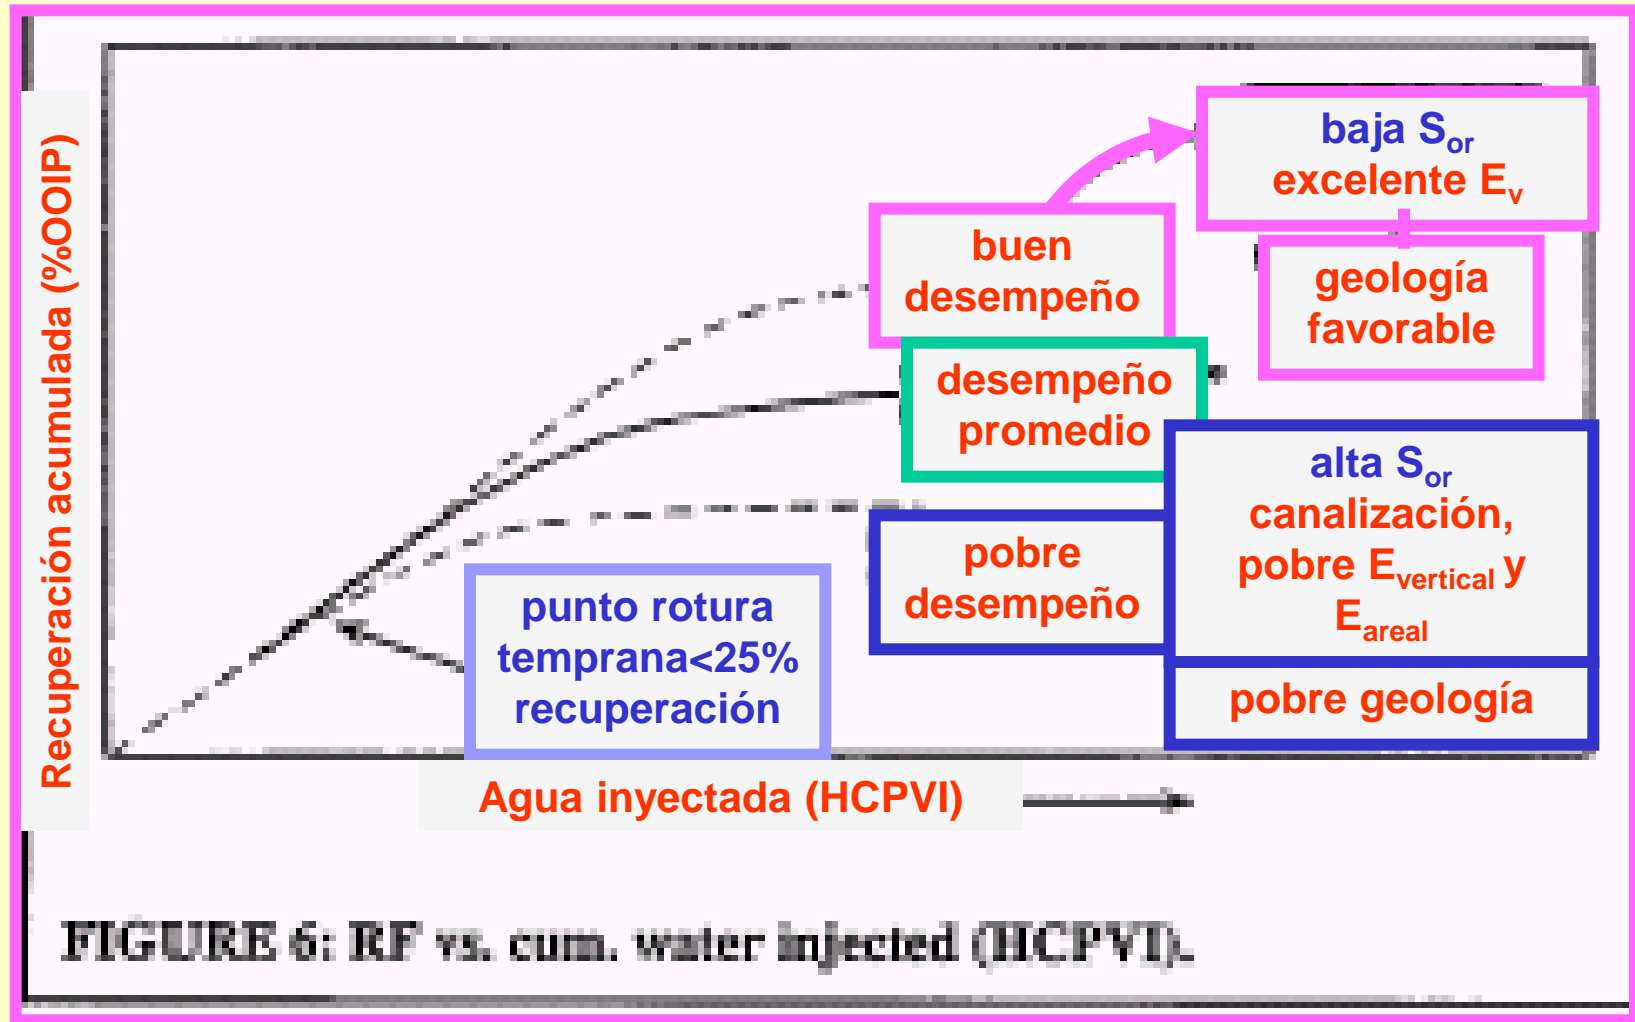 Recuperación acumulada (%OOIP)
baja Sor
excelente Ev
geología
favorable
buen
desempeño
desempeño
promedio
alta Sor
canalización,
pobre Evertical y
Eareal
pobre
desempeño
pobre geología
punto rotura
temprana<25%
recuperación
Agua inyectada (HCPVI)
FIGURE 6: RF vs. cum. water injected (HCPVI).